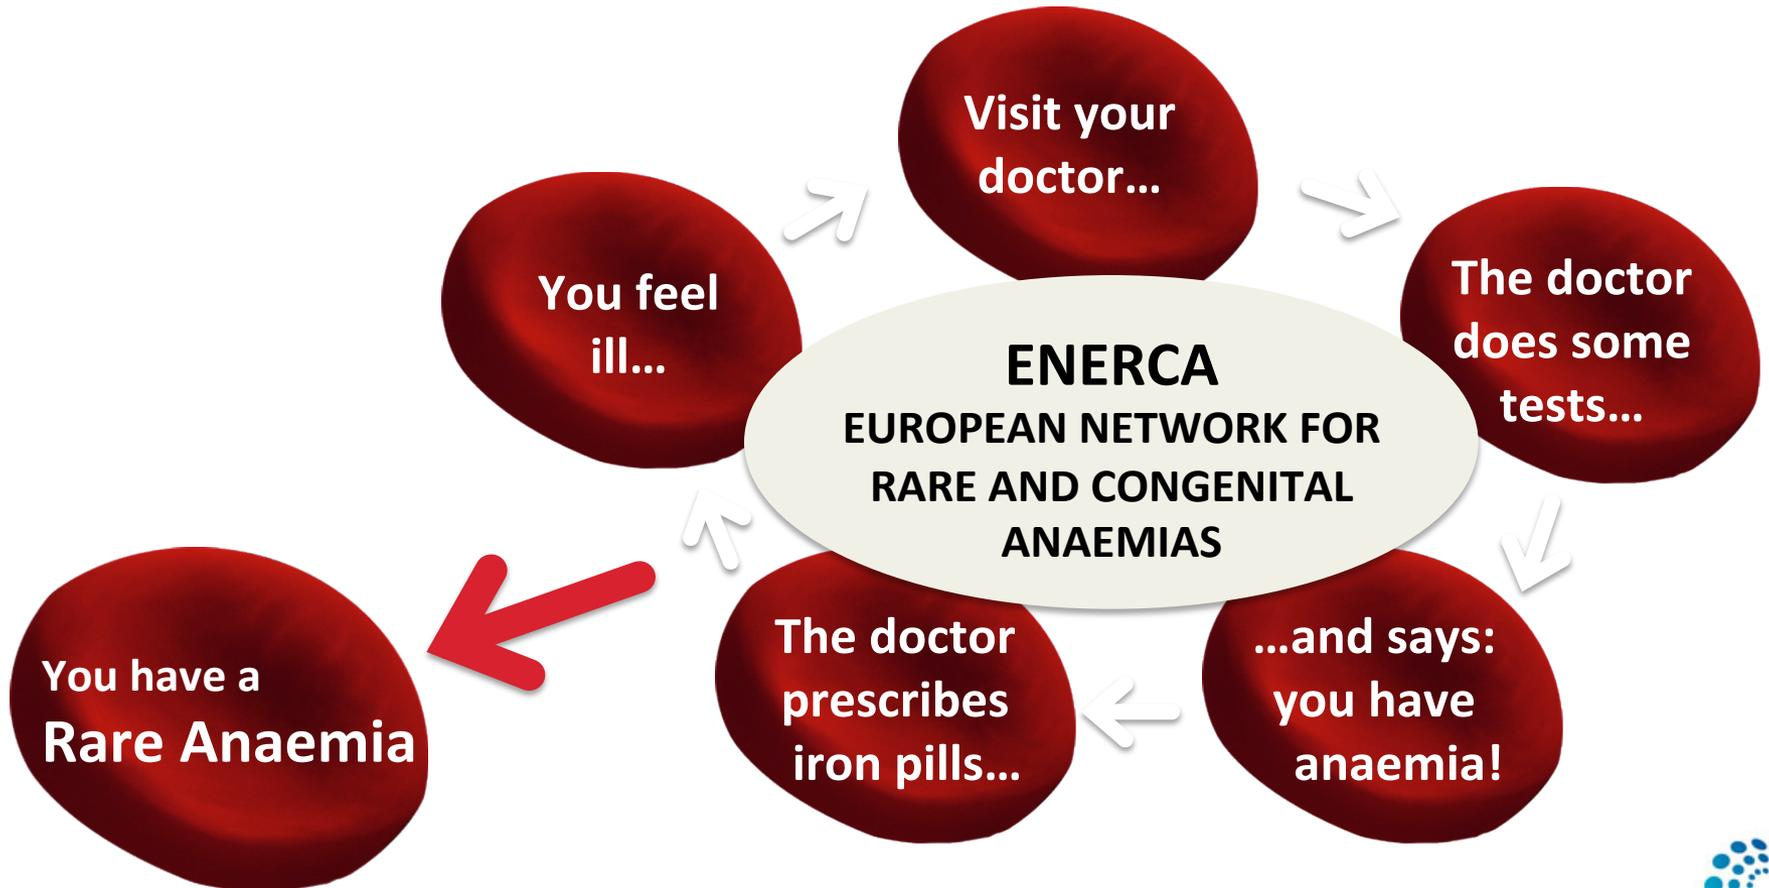 Visit your
doctor...
You feel
ill...
The doctor
does some
tests...
ENERCA
EUROPEAN NETWORK FOR
RARE AND CONGENITAL
ANAEMIAS
...and says:
you have
anaemia!
The doctor
prescribes
iron pills...
You have a
Rare Anaemia